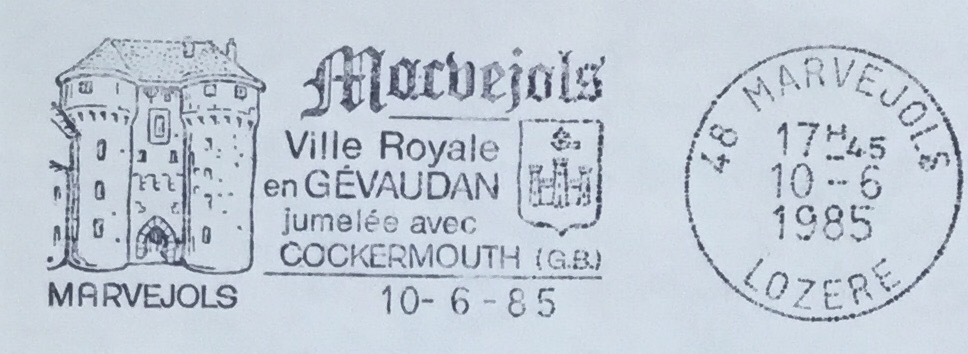 MARVEJOLS
Marvejols
Ville Royale
en GÉVAUDAN
jumelée avec
COCKERMOUTH (G.B.)
10-6-85
48 MARVEJOLS
17H45
10-6
1985
LOZERE